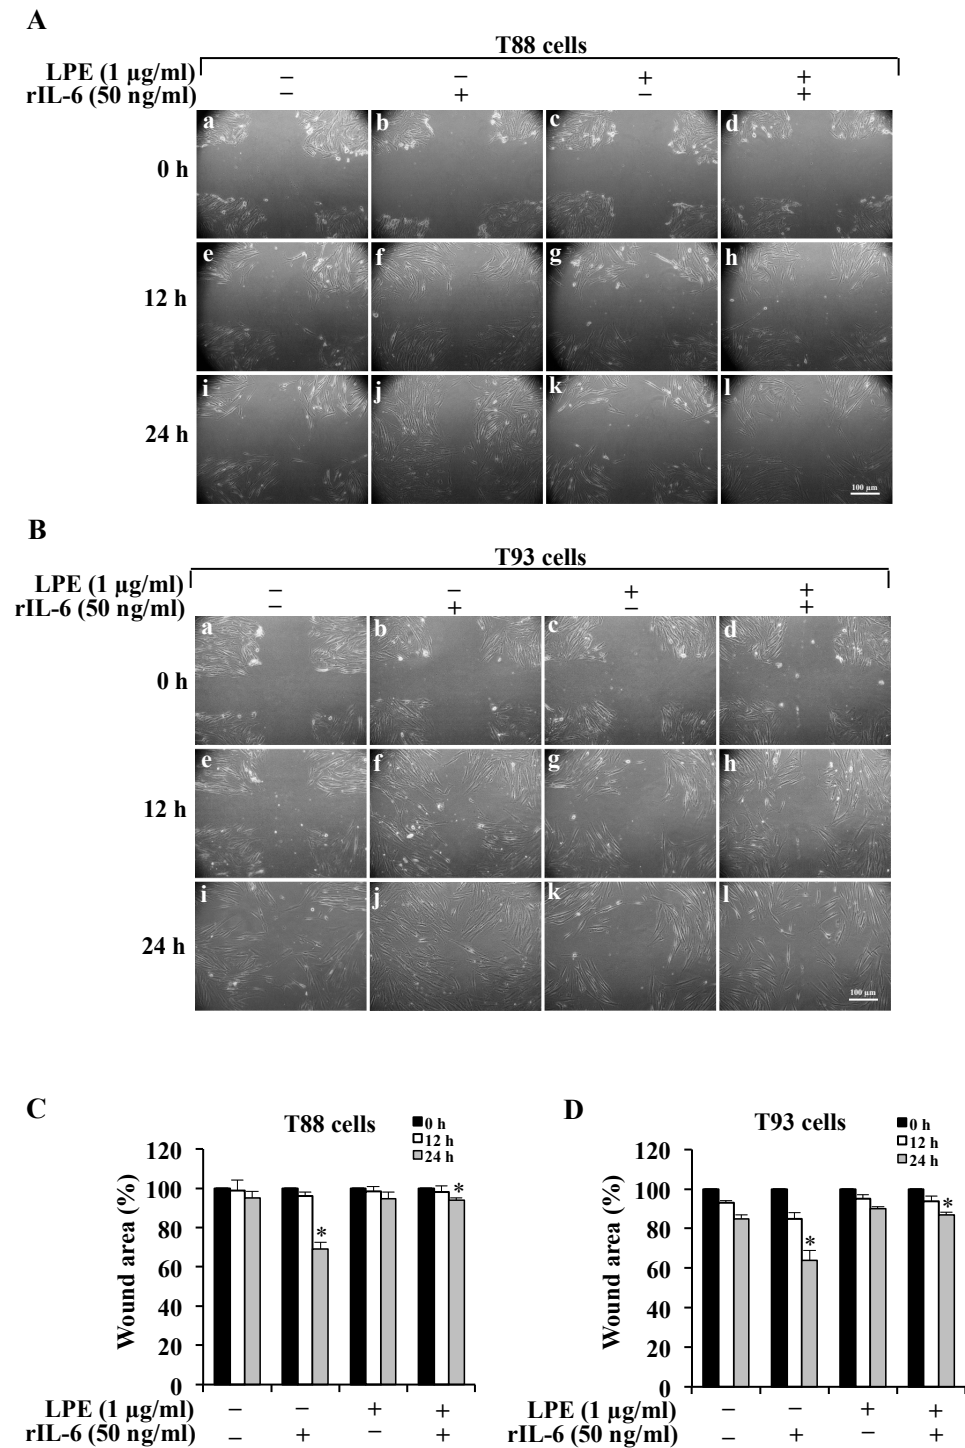 A
T88 cells
LPE (1 µg/ml) – – + +
rIL-6 (50 ng/ml) – + – +
a b c d
0 h
e f g h
12 h
i j k l
24 h
100 µm
B
T93 cells
LPE (1 µg/ml) – – + +
rIL-6 (50 ng/ml) – + – +
a b c d
0 h
e f g h
12 h
i j k l
24 h
100 µm
C
T88 cells
0 h
12 h
24 h
Wound area (%)
120
100
80
60
40
20
0
*
*
LPE (1 µg/ml) – – + +
rIL-6 (50 ng/ml) – + – +
D
T93 cells
0 h
12 h
24 h
Wound area (%)
120
100
80
60
40
20
0
*
*
LPE (1 µg/ml) – – + +
rIL-6 (50 ng/ml) – + – +